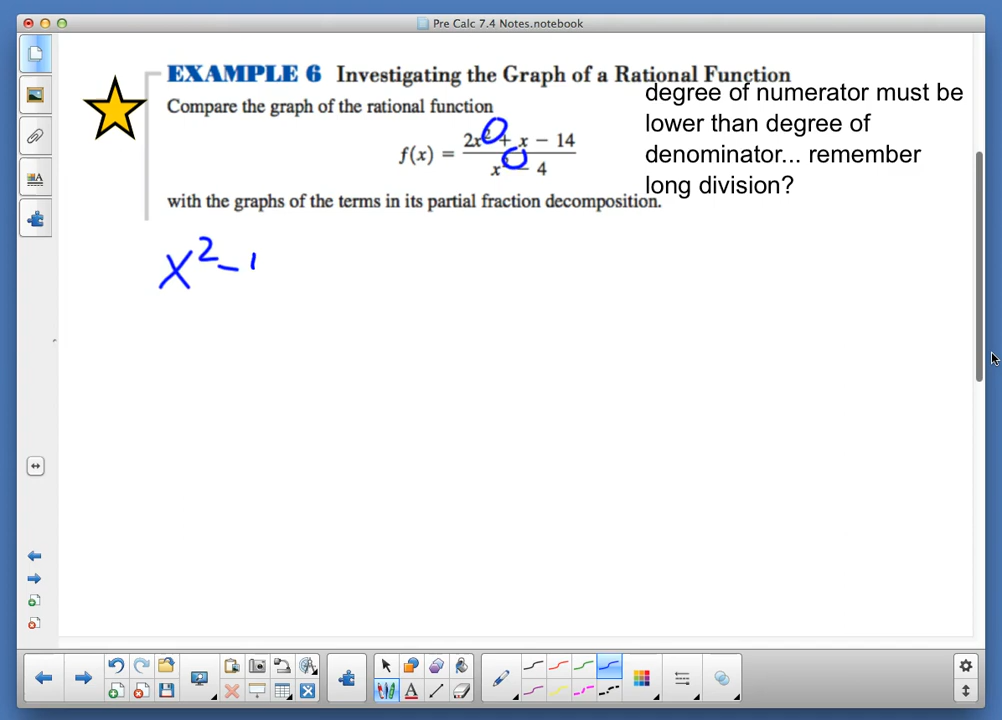 Pre Calc 7.4 Notes.notebook
EXAMPLE 6 Investigating the Graph of a Rational Function
Compare the graph of the rational function
f(x) = (2x² + x − 14)/(x² − 4)
with the graphs of the terms in its partial fraction decomposition.
degree of numerator must be
lower than degree of
denominator... remember
long division?
x² −